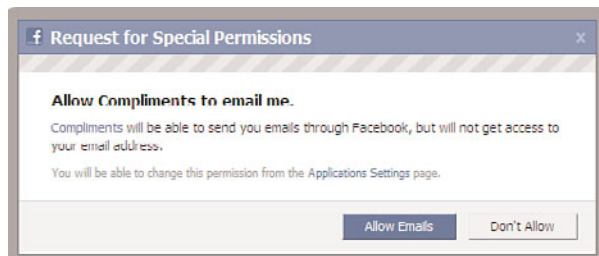 f Request for Special Permissions x
Allow Compliments to email me.
Compliments will be able to send you emails through Facebook, but will not get access to
your email address.
You will be able to change this permission from the Applications Settings page.
Allow Emails Don't Allow